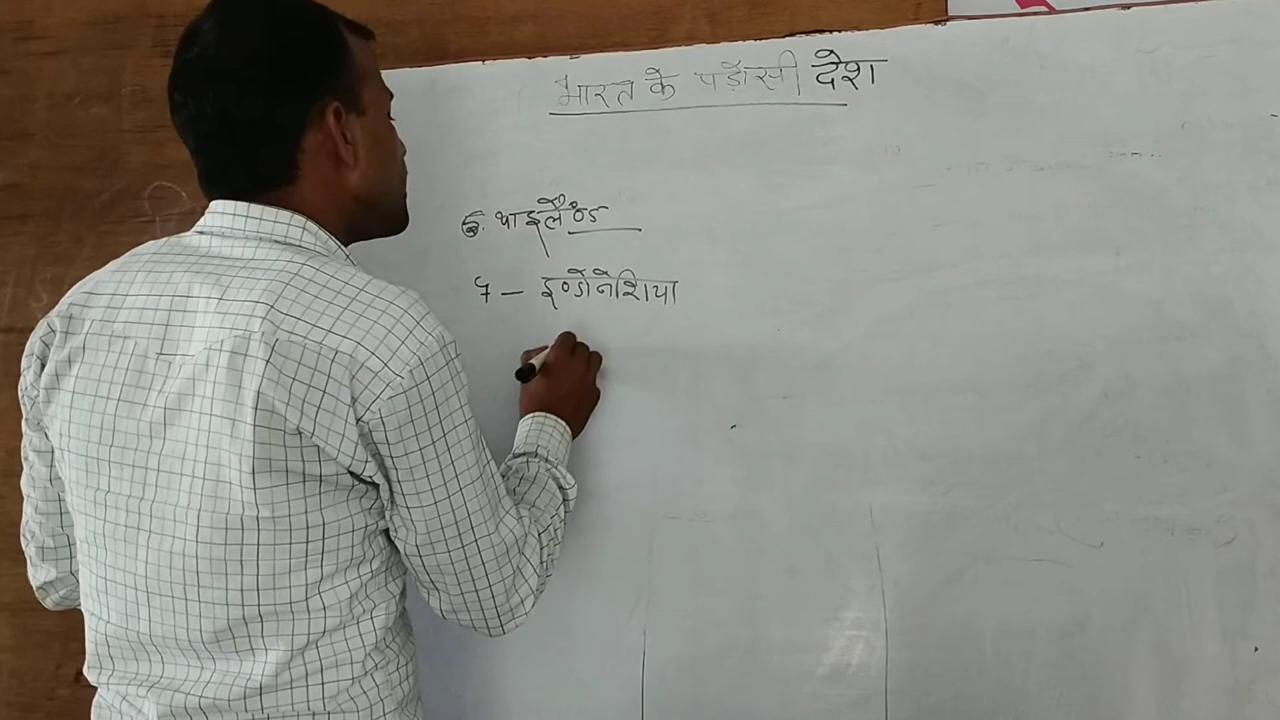 भारत के पड़ोसी देश
6. थाईलैण्ड
7 – इण्डोनेशिया